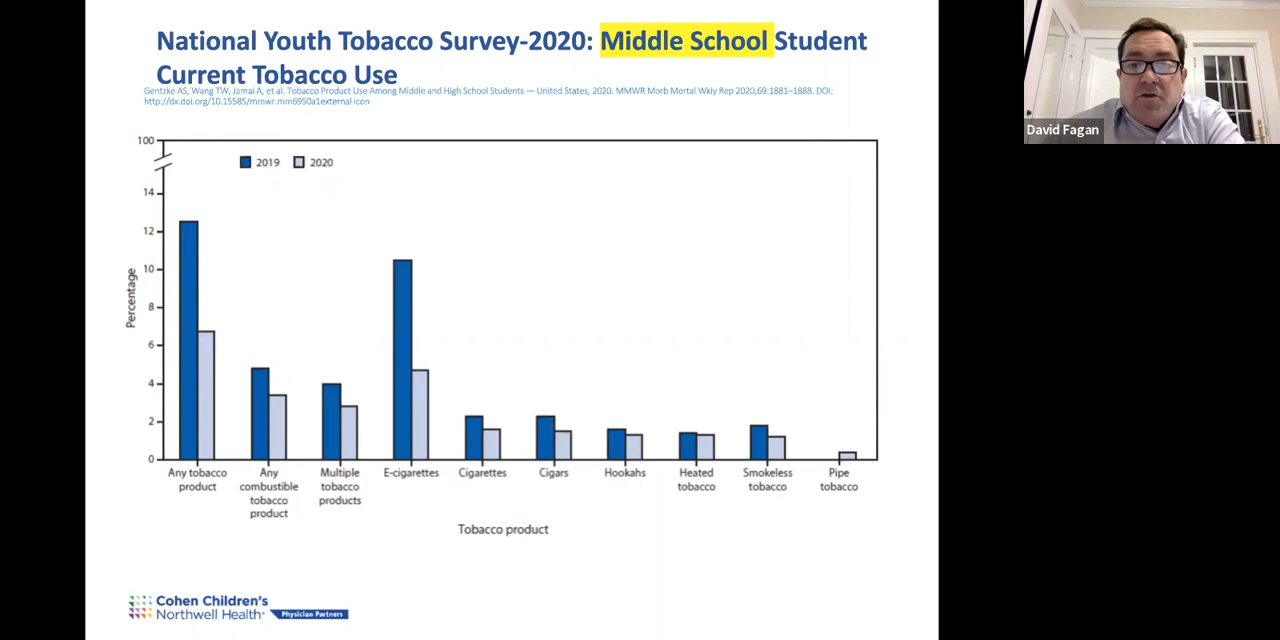 National Youth Tobacco Survey-2020: Middle School Student
Current Tobacco Use
Gentzke AS, Wang TW, Jamal A, et al. Tobacco Product Use Among Middle and High School Students — United States, 2020. MMWR Morb Mortal Wkly Rep 2020;69:1881–1888. DOI:
http://dx.doi.org/10.15585/mmwr.mm6950a1external icon
David Fagan
100
2019
2020
14
12
10
8
6
4
2
0
Percentage
Any tobacco
product
Any
combustible
tobacco
product
Multiple
tobacco
products
E-cigarettes
Cigarettes
Cigars
Hookahs
Heated
tobacco
Smokeless
tobacco
Pipe
tobacco
Tobacco product
Cohen Children's
Northwell Health®
Physician Partners